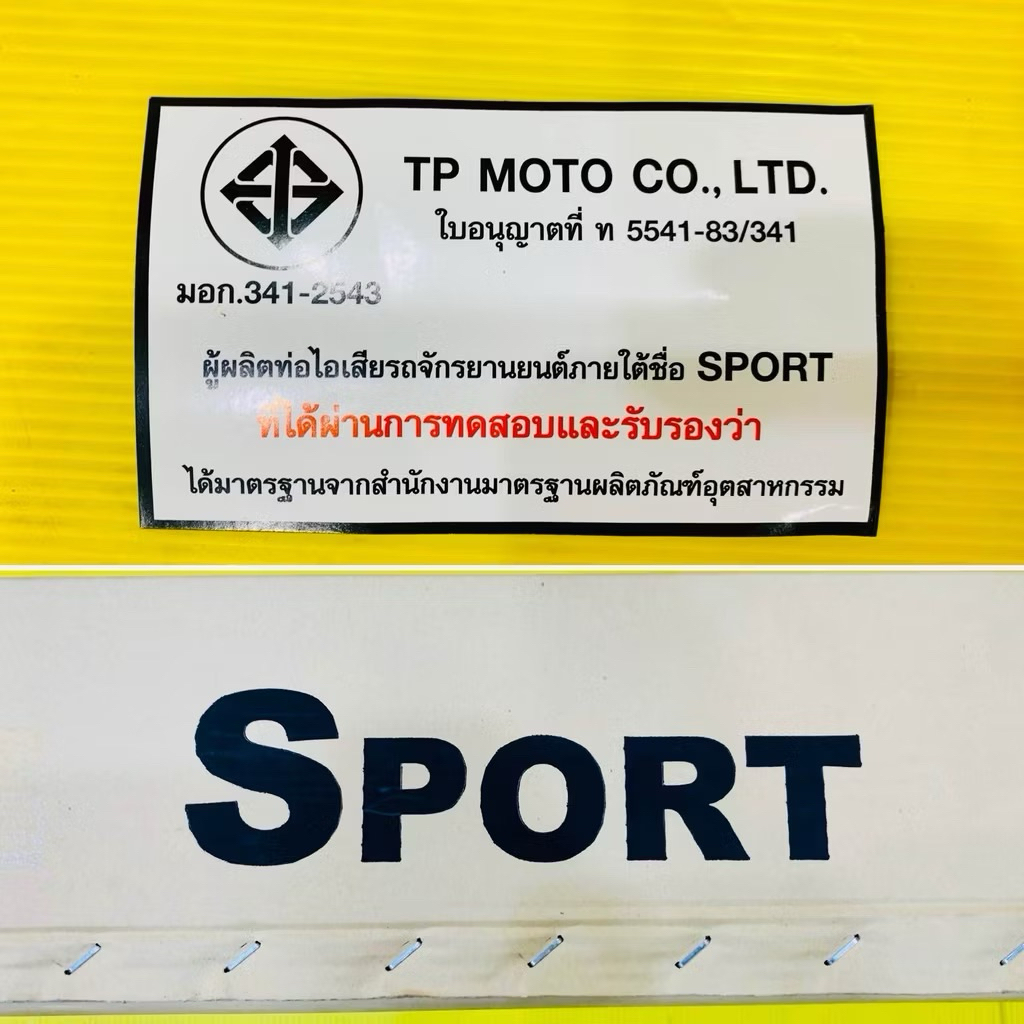 TP MOTO CO., LTD.
ใบอนุญาตที่ ท 5541-83/341
มอก.341-2543
ผู้ผลิตท่อไอเสียรถจักรยานยนต์ภายใต้ชื่อ SPORT
ที่ได้ผ่านการทดสอบและรับรองว่า
ได้มาตรฐานจากสำนักงานมาตรฐานผลิตภัณฑ์อุตสาหกรรม
SPORT